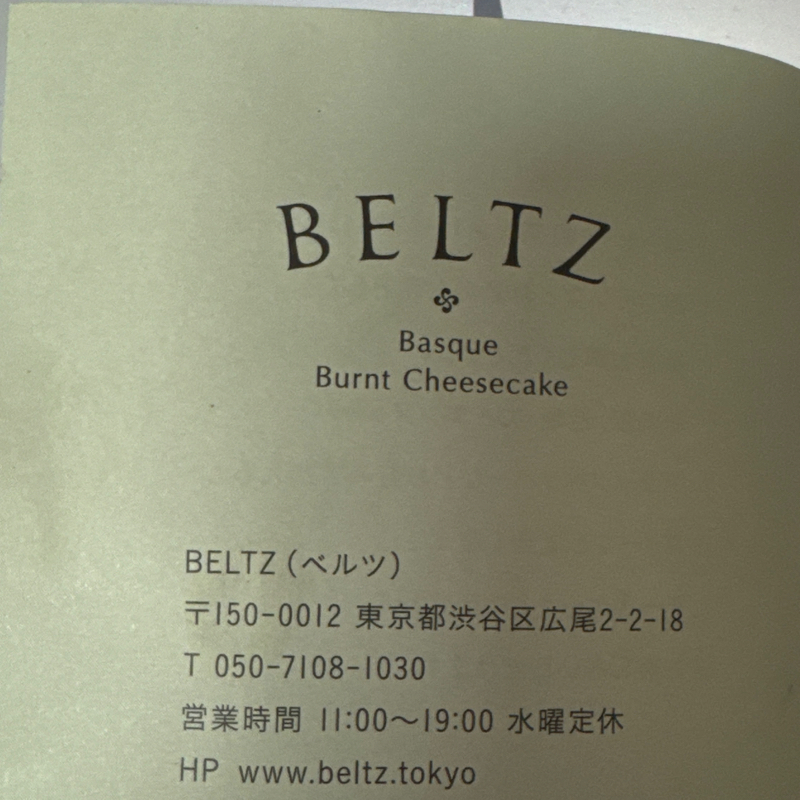 BELTZ
Basque
Burnt Cheesecake
BELTZ (ベルツ)
〒150-0012 東京都渋谷区広尾2-2-18
T 050-7108-1030
営業時間 11:00〜19:00 水曜定休
HP www.beltz.tokyo